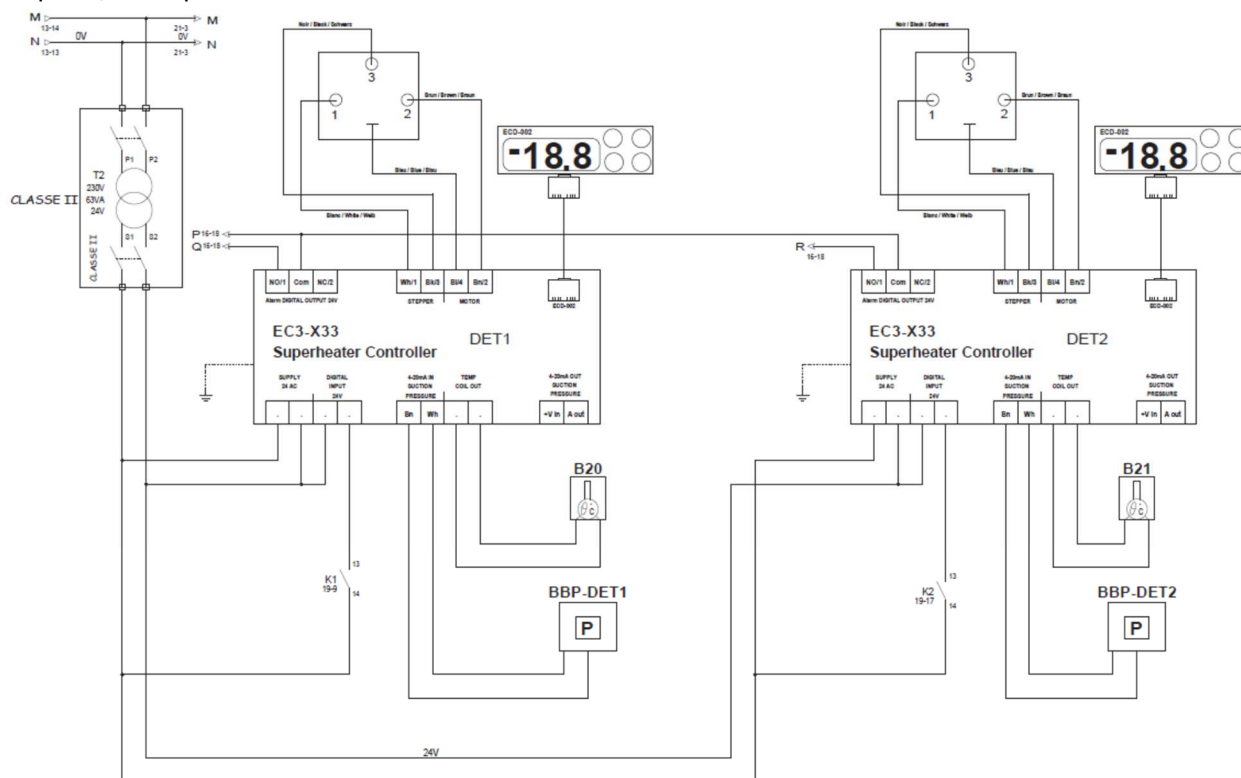 M
13-14
21-3
M
N
13-13
0V
0V
21-3
N
CLASSE II
P1 P2
T2
230V
63VA
24V
S1 S2
CLASSE II
Noir / Black / Schwarz
3
1
2
Brun / Brown / Braun
Bleu / Blue / Blau
Blanc / White / Weib
ECD-002
-18.8
P 16-18
Q 16-18
NO/1 Com NC/2
Alarm DIGITAL OUTPUT 24V
Wh/1 Bk/3 Bl/4 Bn/2
STEPPER MOTOR
ECD-002
EC3-X33
Superheater Controller
DET1
SUPPLY
24 AC
DIGITAL
INPUT
24V
4-20mA IN
SUCTION
PRESSURE
TEMP
COIL OUT
4-20mA OUT
SUCTION
PRESSURE
- - - -
Bn Wh - -
+V In A out
B20
°C
K1
19-9
13
14
BBP-DET1
P
24V
Noir / Black / Schwarz
3
1
2
Brun / Brown / Braun
Bleu / Blue / Blau
Blanc / White / Weib
ECD-002
-18.8
R
16-18
NO/1 Com NC/2
Alarm DIGITAL OUTPUT 24V
Wh/1 Bk/3 Bl/4 Bn/2
STEPPER MOTOR
ECD-002
EC3-X33
Superheater Controller
DET2
SUPPLY
24 AC
DIGITAL
INPUT
24V
4-20mA IN
SUCTION
PRESSURE
TEMP
COIL OUT
4-20mA OUT
SUCTION
PRESSURE
- - - -
Bn Wh - -
+V In A out
B21
°C
K2
19-17
13
14
BBP-DET2
P